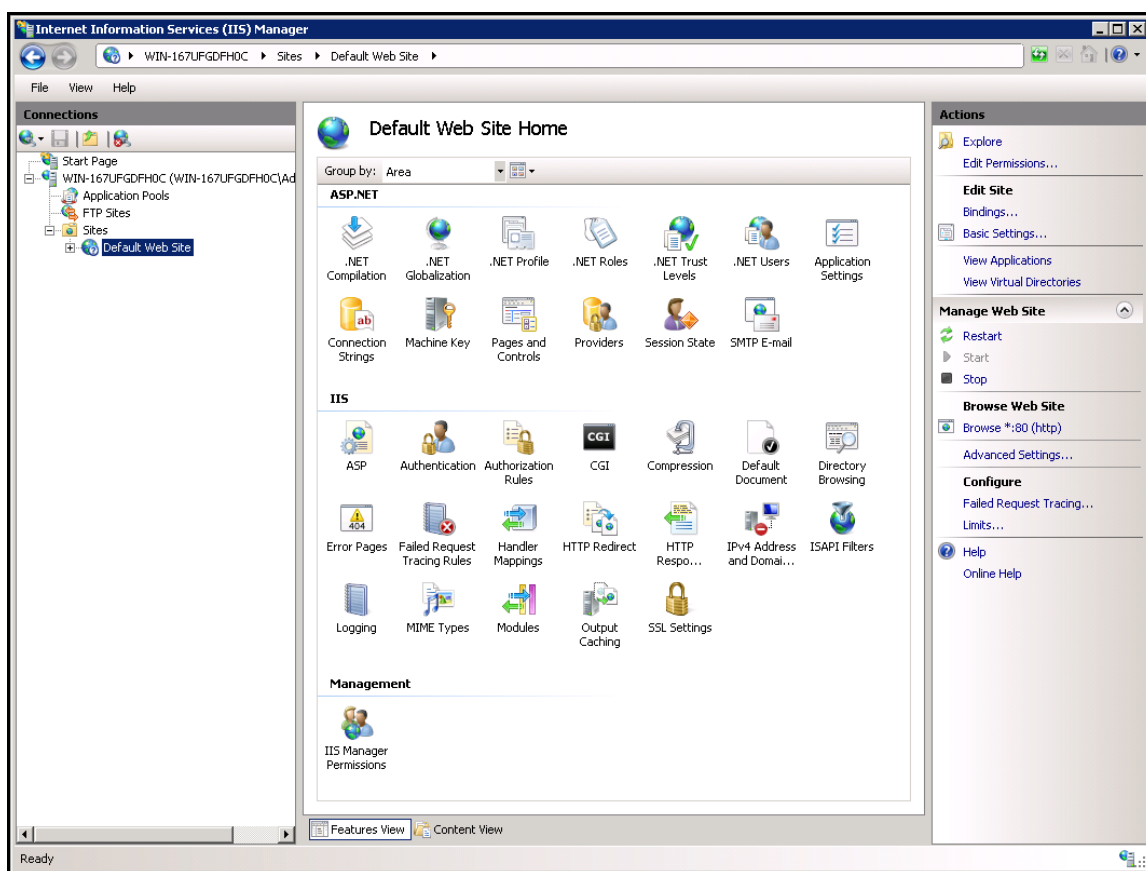 Internet Information Services (IIS) Manager
WIN-167UFGDFH0C Sites Default Web Site
File View Help
Connections
Start Page
WIN-167UFGDFH0C (WIN-167UFGDFH0C\Ad
Application Pools
FTP Sites
Sites
Default Web Site
Default Web Site Home
Group by: Area
ASP.NET
.NET Compilation
.NET Globalization
.NET Profile
.NET Roles
.NET Trust Levels
.NET Users
Application Settings
ab
Connection Strings
Machine Key
Pages and Controls
Providers
Session State
SMTP E-mail
IIS
ASP
Authentication
Authorization Rules
CGI
CGI
Compression
Default Document
Directory Browsing
404
Error Pages
Failed Request Tracing Rules
Handler Mappings
HTTP Redirect
HTTP Respo...
IPv4 Address and Domai...
ISAPI Filters
Logging
MIME Types
Modules
Output Caching
SSL Settings
Management
IIS Manager Permissions
Features View
Content View
Actions
Explore
Edit Permissions...
Edit Site
Bindings...
Basic Settings...
View Applications
View Virtual Directories
Manage Web Site
Restart
Start
Stop
Browse Web Site
Browse *:80 (http)
Advanced Settings...
Configure
Failed Request Tracing...
Limits...
Help
Online Help
Ready